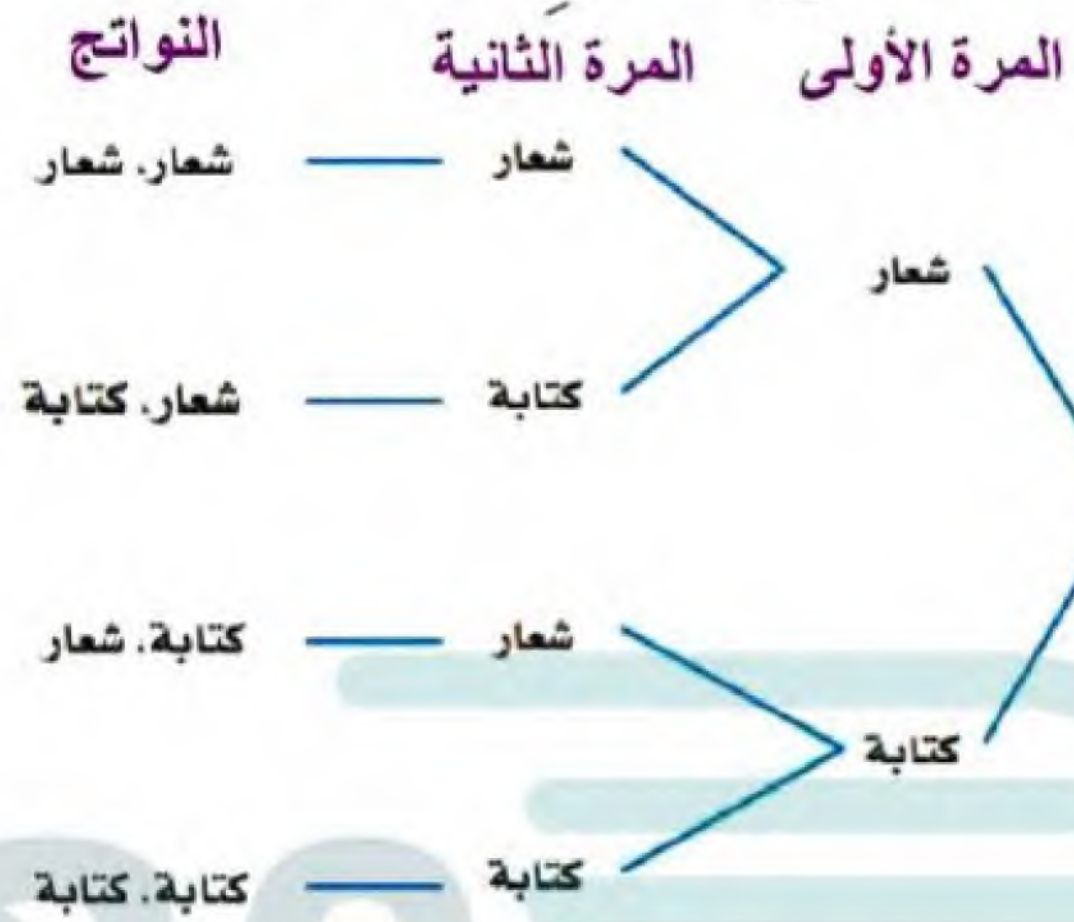 المرة الأولى المرة الثانية النواتج
شعار شعار، شعار
شعار
كتابة شعار، كتابة
شعار كتابة، شعار
كتابة
كتابة كتابة، كتابة